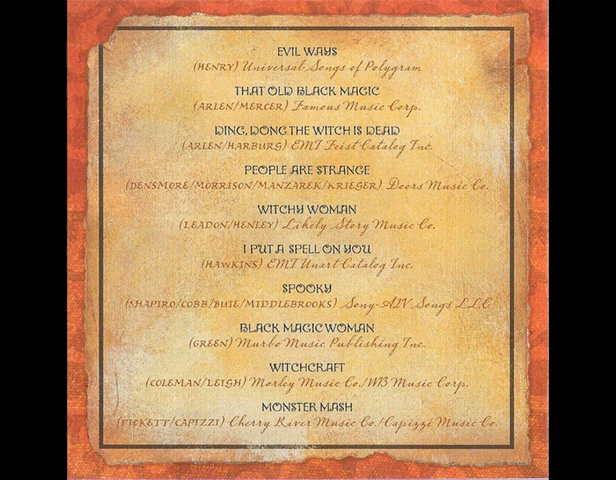 EVIL WAYS
(HENRY) Universal-Songs of Polygram
THAT OLD BLACK MAGIC
(ARLEN/MERCER) Famous Music Corp.
DING, DONG THE WITCH IS DEAD
(ARLEN/HARBURG) EMI Feist Catalog Inc.
PEOPLE ARE STRANGE
(DENSMORE/MORRISON/MANZAREK/KRIEGER) Doors Music Co.
WITCHY WOMAN
(LEADON/HENLEY) Likely Story Music Co.
I PUT A SPELL ON YOU
(HAWKINS) EMI Unart Catalog Inc.
SPOOKY
(SHAPIRO/COBB/BUIE/MIDDLEBROOKS) Sony-ATV Songs LLC
BLACK MAGIC WOMAN
(GREEN) Murbo Music Publishing Inc.
WITCHCRAFT
(COLEMAN/LEIGH) Morley Music Co./WB Music Corp.
MONSTER MASH
(PICKETT/CAPIZZI) Cherry River Music Co./Capizzi Music Co.